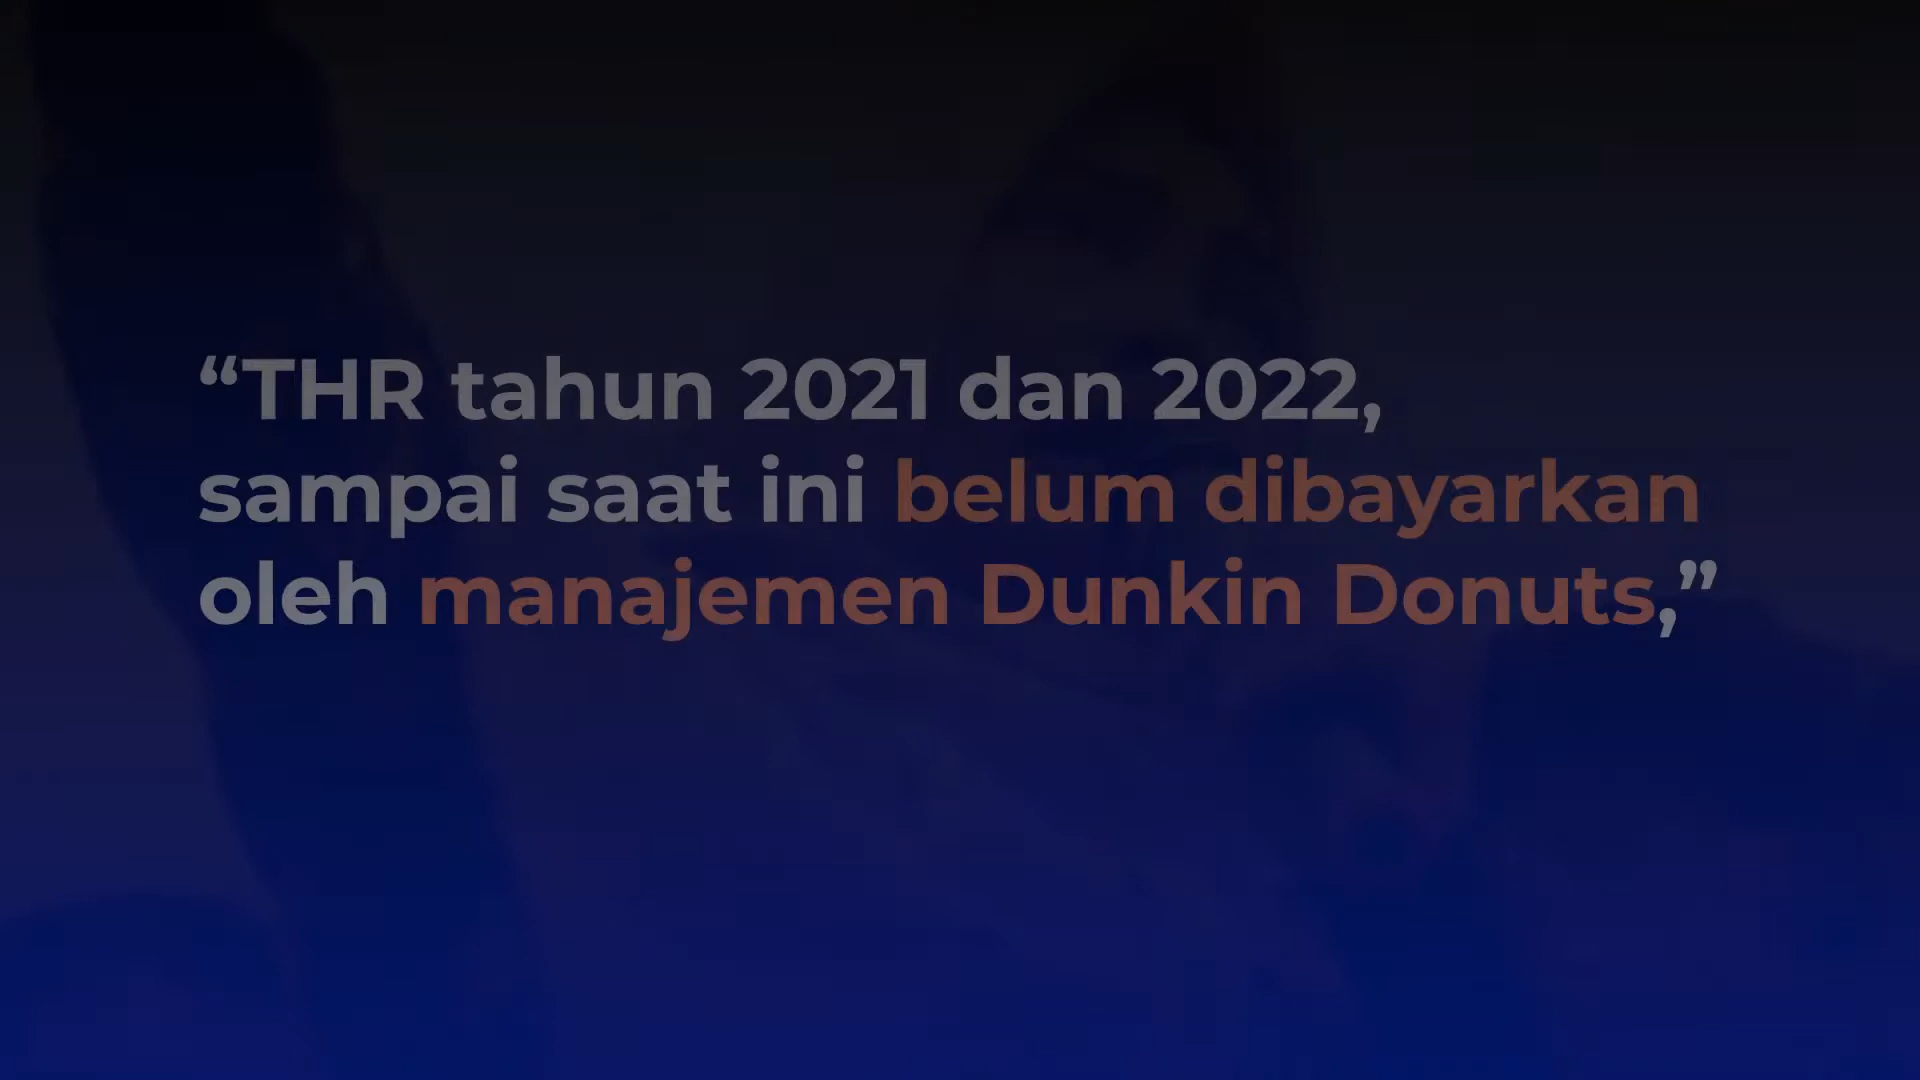 “THR tahun 2021 dan 2022,
sampai saat ini belum dibayarkan
oleh manajemen Dunkin Donuts,”